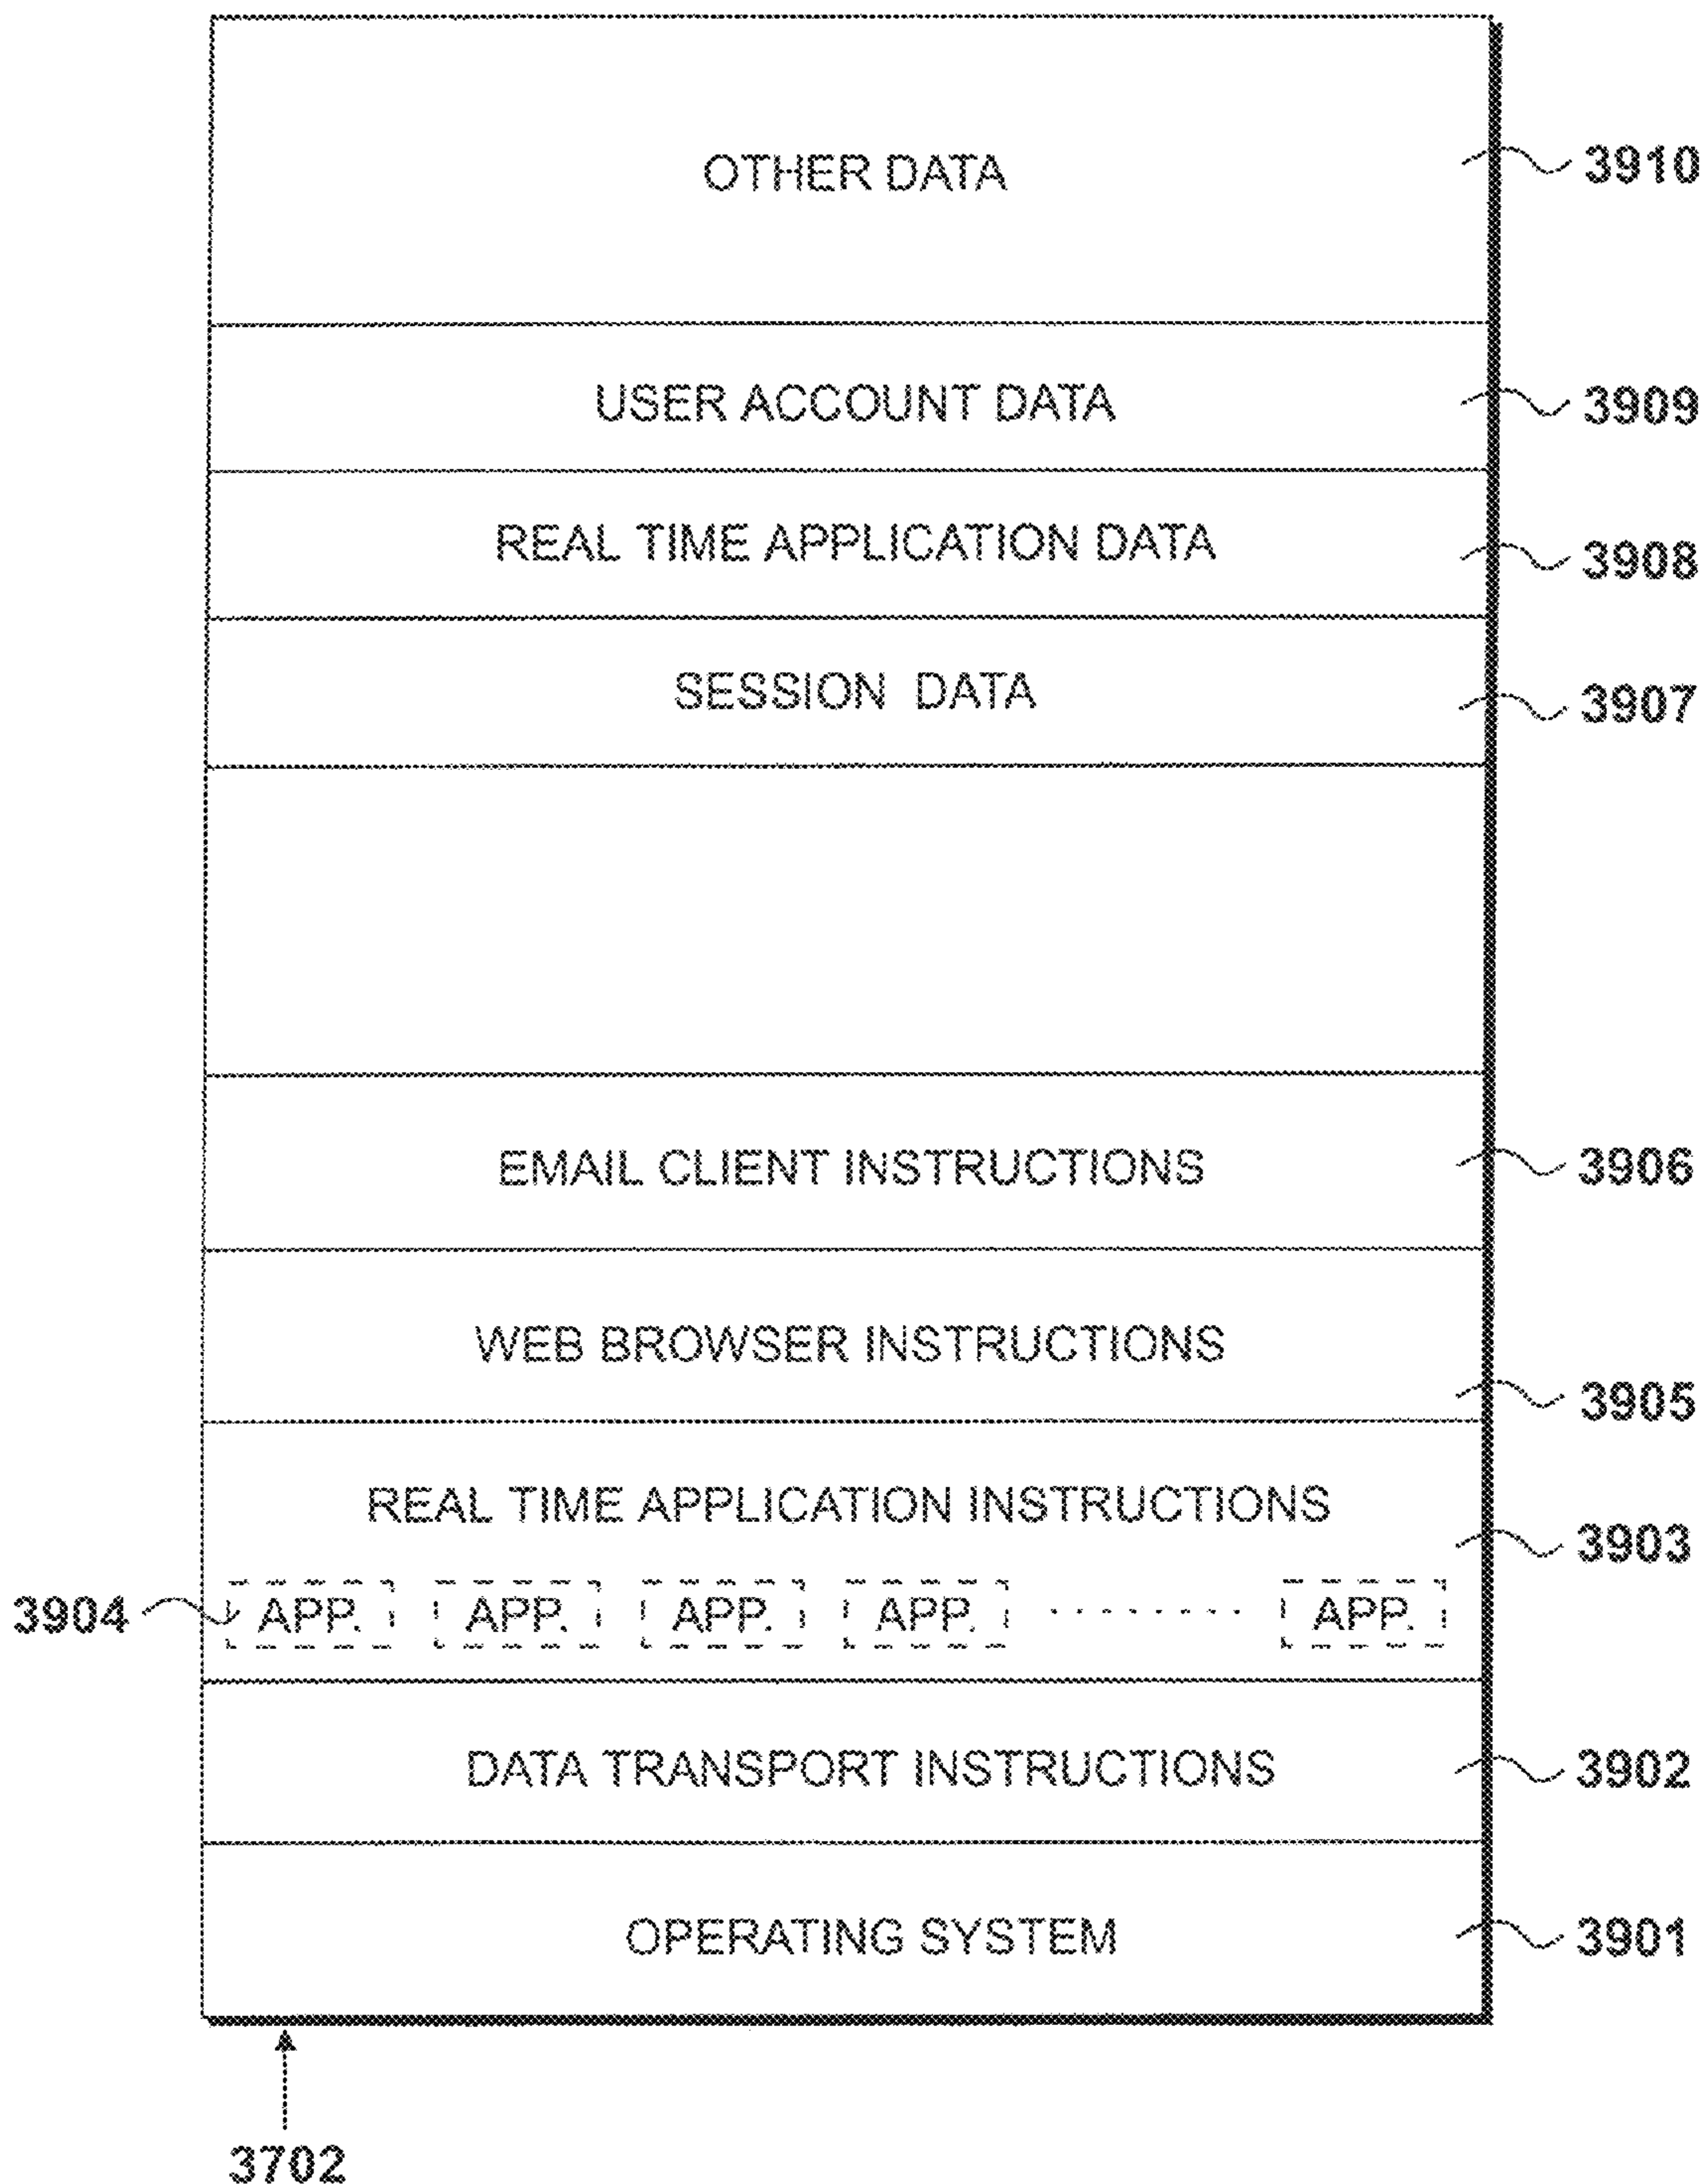 OTHER DATA 3910
USER ACCOUNT DATA 3909
REAL TIME APPLICATION DATA 3908
SESSION DATA 3907
EMAIL CLIENT INSTRUCTIONS 3906
WEB BROWSER INSTRUCTIONS
3905
REAL TIME APPLICATION INSTRUCTIONS
3903
3904 APP. APP. APP. APP. ......... APP.
DATA TRANSPORT INSTRUCTIONS 3902
OPERATING SYSTEM 3901
3702